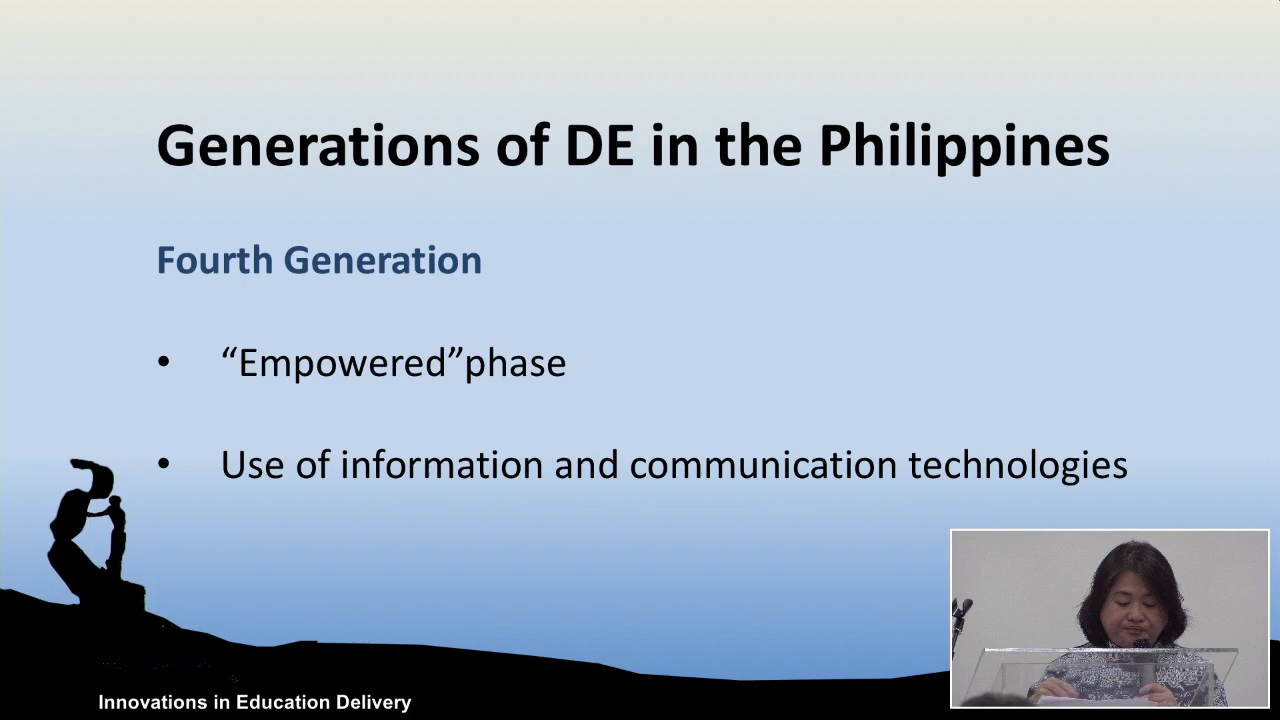 Generations of DE in the Philippines
Fourth Generation
• “Empowered”phase
• Use of information and communication technologies
Innovations in Education Delivery